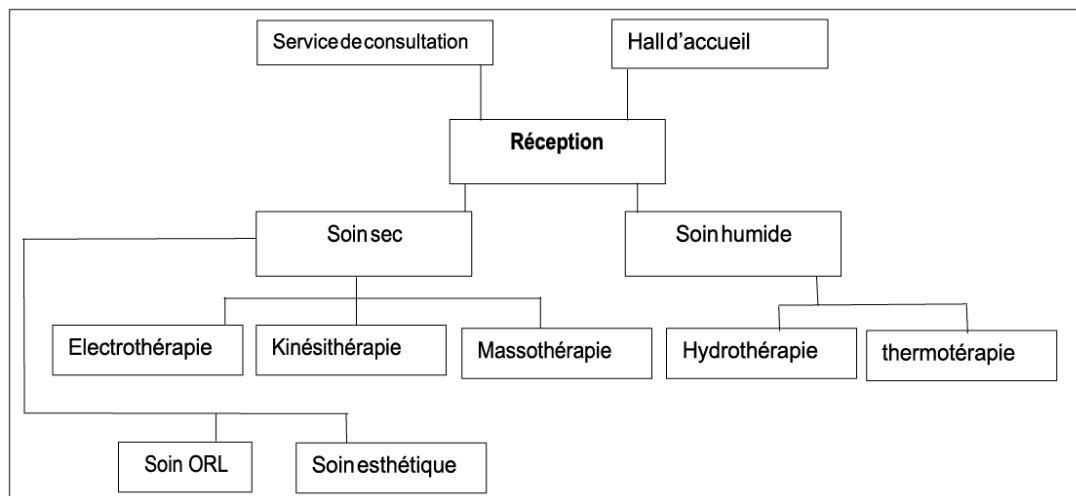 Service de consultation
Hall d'accueil
Réception
Soin sec
Soin humide
Electrothérapie
Kinésithérapie
Massothérapie
Hydrothérapie
thermotérapie
Soin ORL
Soin esthétique